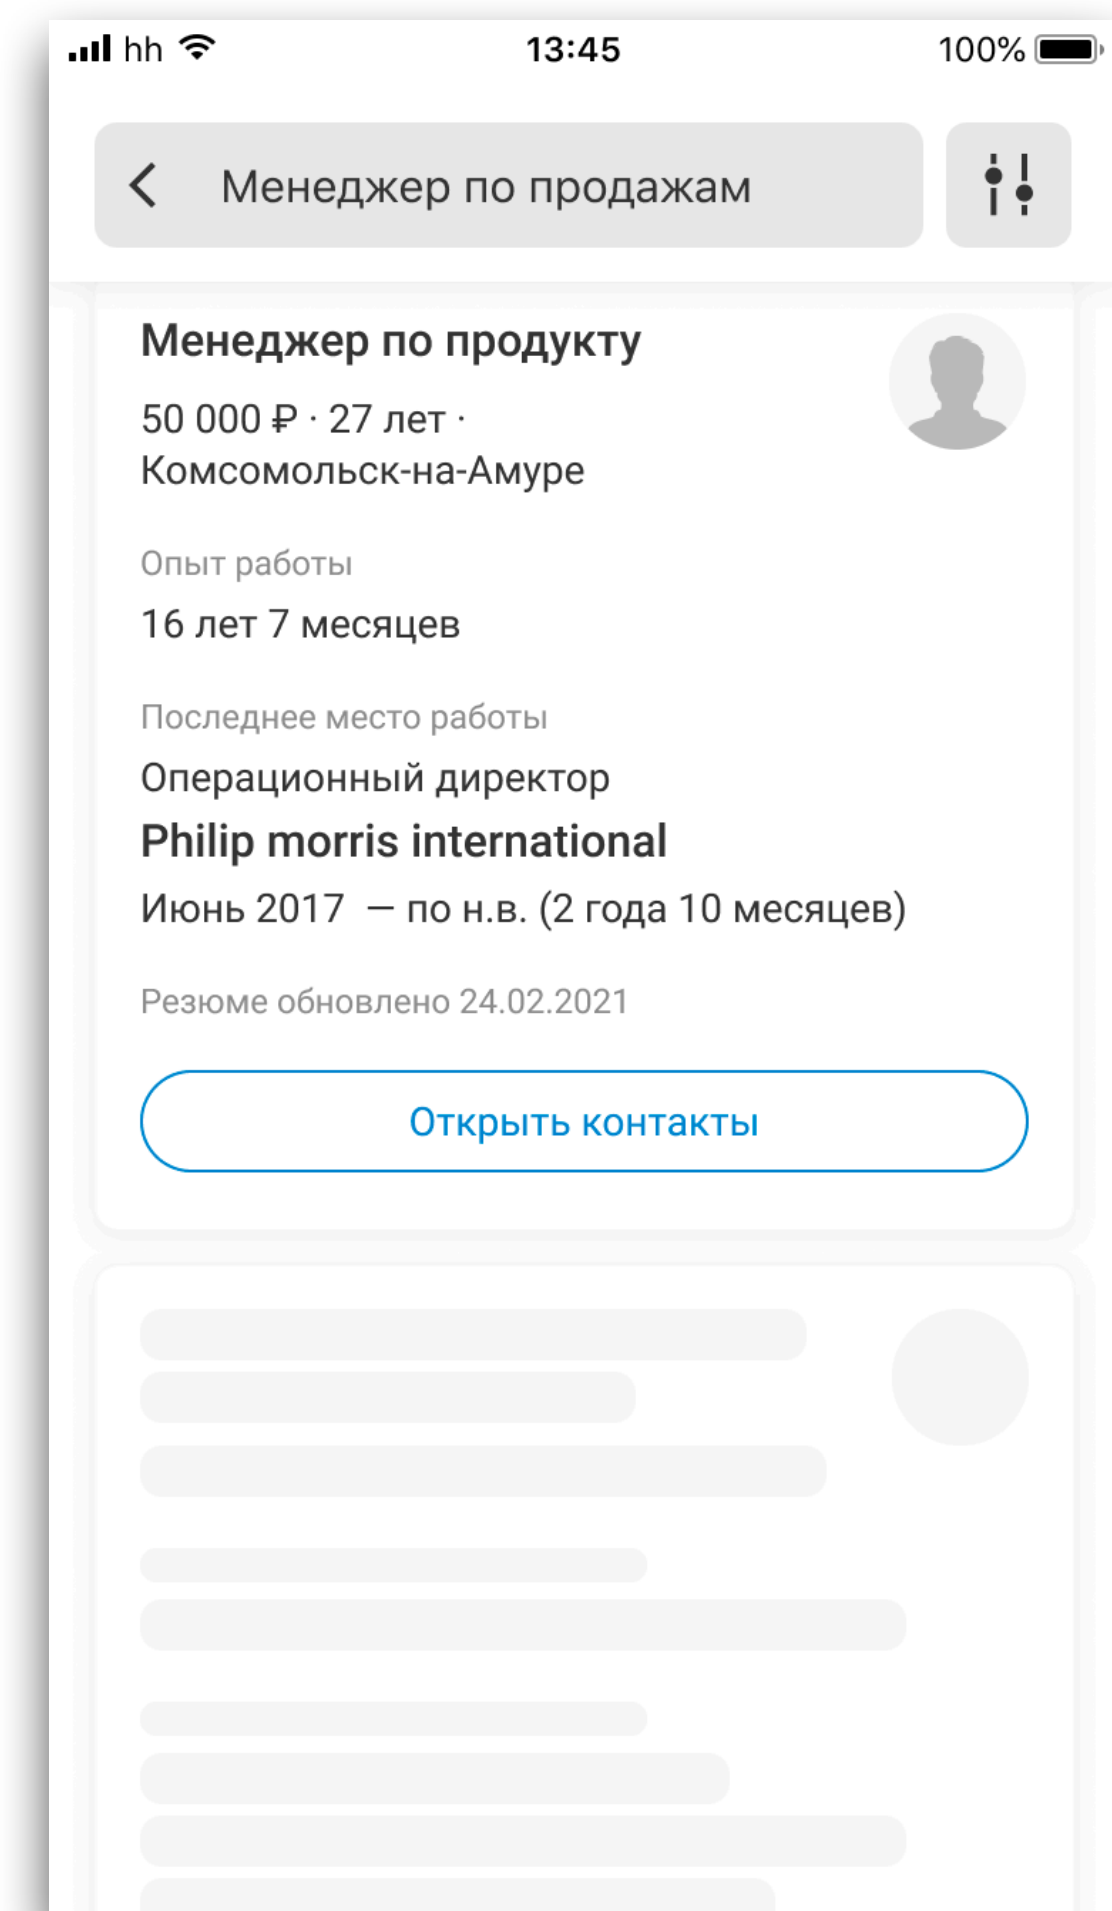 hh 13:45 100%
Менеджер по продажам
Менеджер по продукту
50 000 ₽ · 27 лет ·
Комсомольск-на-Амуре
Опыт работы
16 лет 7 месяцев
Последнее место работы
Операционный директор
Philip morris international
Июнь 2017 — по н.в. (2 года 10 месяцев)
Резюме обновлено 24.02.2021
Открыть контакты